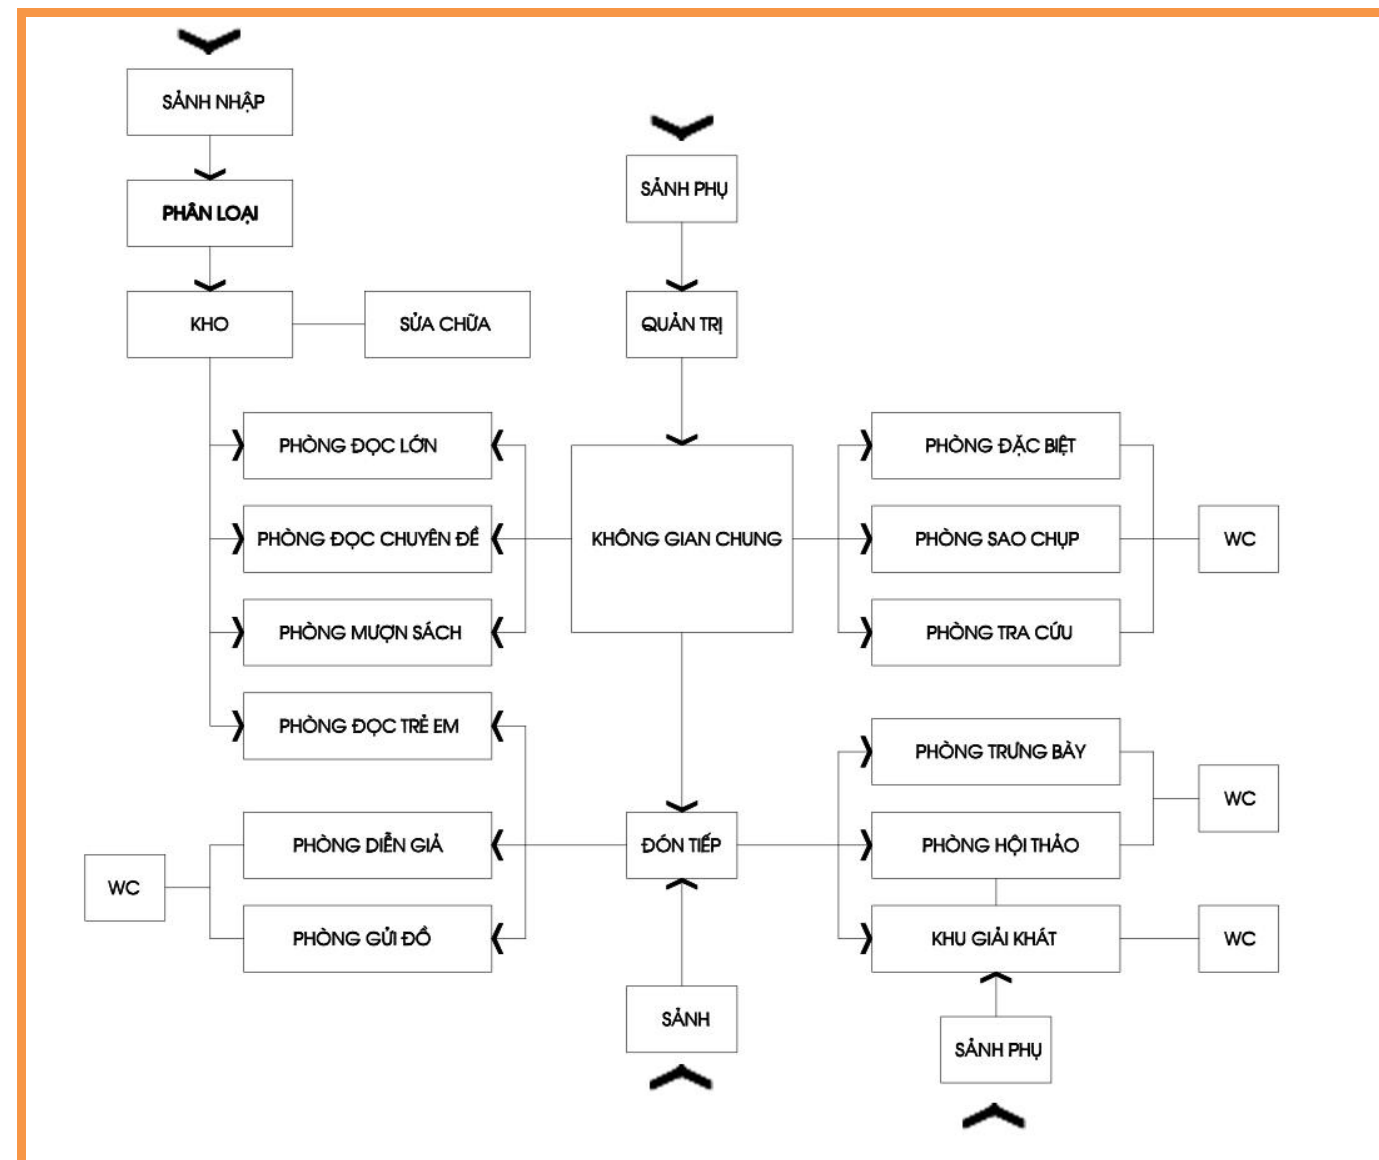 SẢNH NHẬP
SẢNH PHỤ
PHÂN LOẠI
KHO
SỬA CHỮA
QUẢN TRỊ
PHÒNG ĐỌC LỚN
PHÒNG ĐẶC BIỆT
PHÒNG ĐỌC CHUYÊN ĐỀ
KHÔNG GIAN CHUNG
PHÒNG SAO CHỤP
WC
PHÒNG MƯỢN SÁCH
PHÒNG TRA CỨU
PHÒNG ĐỌC TRẺ EM
PHÒNG TRƯNG BÀY
WC
PHÒNG DIỄN GIẢ
ĐÓN TIẾP
PHÒNG HỘI THẢO
WC
PHÒNG GỬI ĐỒ
KHU GIẢI KHÁT
WC
SẢNH
SẢNH PHỤ